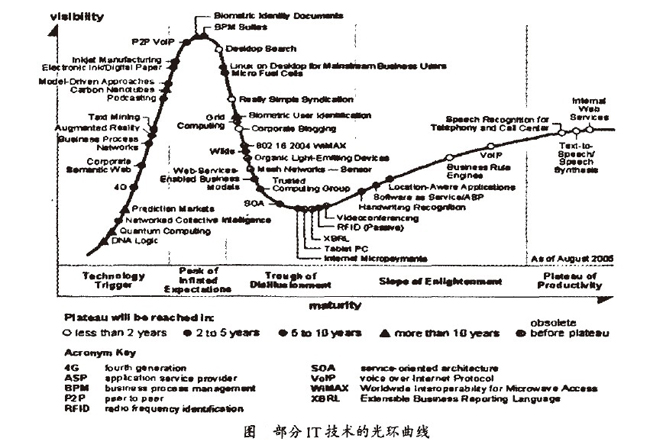 visibility
Biometric Identity Documents
BPM Suites
P2P VoIP
Desktop Search
Inkjet Manufacturing
Electronic Ink/Digital Paper
Linux on Desktop for Mainstream Business Users
Micro Fuel Cells
Model-Driven Approaches
Carbon Nanotubes
Podcasting
Really Simple Syndication
Text Mining
Augmented Reality
Business Process
Networks
Grid
Computing
Biometric User Identification
Corporate Blogging
Corporate
Semantic Web
4G
Wikis
802 16 2004 WiMAX
Organic Light-Emitting Devices
Mesh Networks — Sensor
Web-Services-
Enabled Business
Models
Trusted
Computing Group
SOA
Prediction Markets
Networked Collective Intelligence
Quantum Computing
DNA Logic
Internal
Web
Services
Speech Recognition for
Telephony and Call Center
Text-to-
Speech/
Speech
Synthesis
VoIP
Business Rule
Engines
Location-Aware Applications
Software as Service/ASP
Handwriting Recognition
Videoconferencing
RFID (Passive)
XBRL
Tablet PC
Internet Micropayments
As of August 2005
Technology
Trigger
Peak of
Inflated
Expectations
Trough of
Disillusionment
Slope of Enlightenment
Plateau of
Productivity
maturity
Plateau will be reached in:
less than 2 years
2 to 5 years
5 to 10 years
more than 10 years
obsolete
before plateau
Acronym Key
4G fourth generation
ASP application service provider
BPM business process management
P2P peer to peer
RFID radio frequency identification
SOA service-oriented architecture
VoIP voice over Internet Protocol
WiMAX Worldwide Interoperability for Microwave Access
XBRL Extensible Business Reporting Language
图 部分IT技术的光环曲线